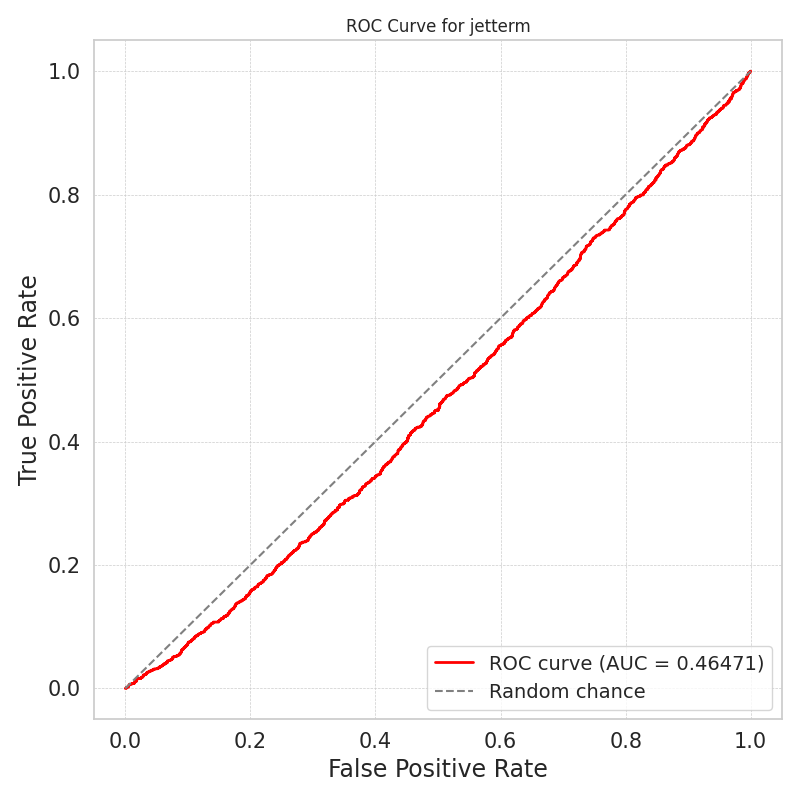 ROC Curve for jetterm
1.0
0.8
0.6
0.4
0.2
0.0
True Positive Rate
ROC curve (AUC = 0.46471)
Random chance
0.0 0.2 0.4 0.6 0.8 1.0
False Positive Rate